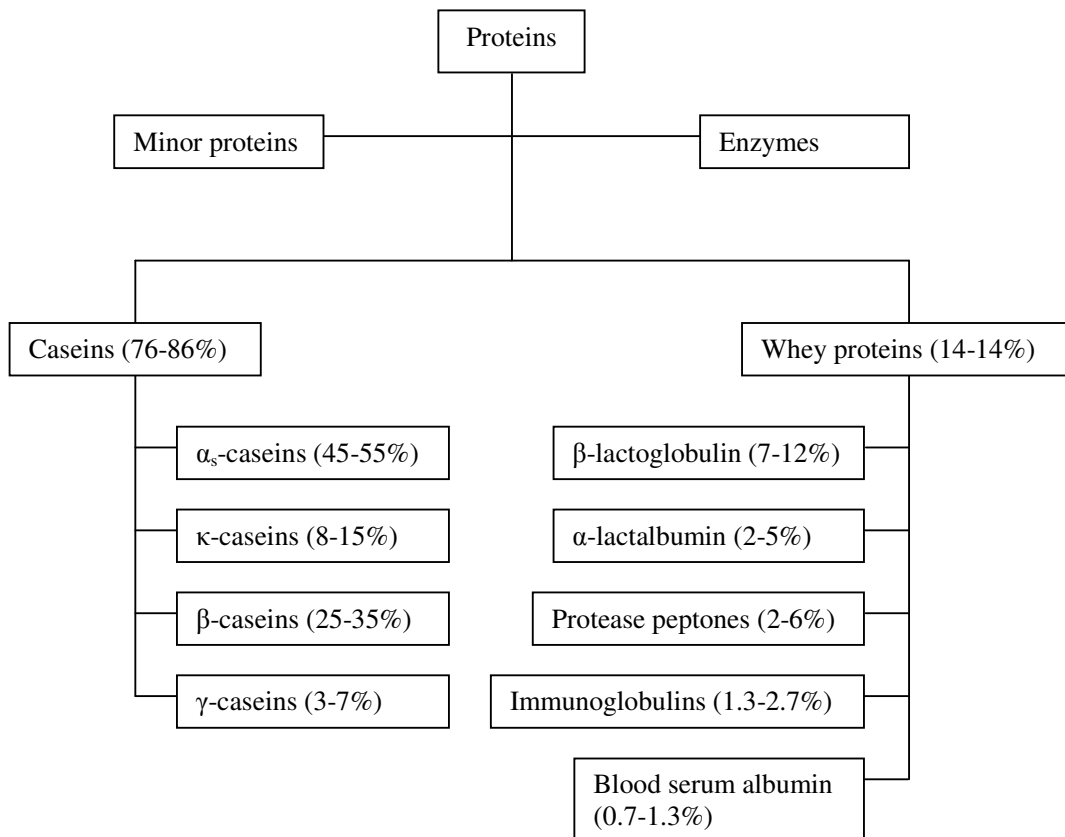 Proteins
Minor proteins
Enzymes
Caseins (76-86%)
Whey proteins (14-14%)
αs-caseins (45-55%)
β-lactoglobulin (7-12%)
κ-caseins (8-15%)
α-lactalbumin (2-5%)
β-caseins (25-35%)
Protease peptones (2-6%)
γ-caseins (3-7%)
Immunoglobulins (1.3-2.7%)
Blood serum albumin
(0.7-1.3%)